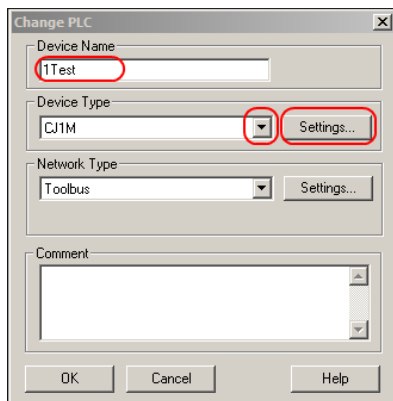 Change PLC
Device Name
1Test
Device Type
CJ1M
Settings...
Network Type
Toolbus
Settings...
Comment
OK
Cancel
Help